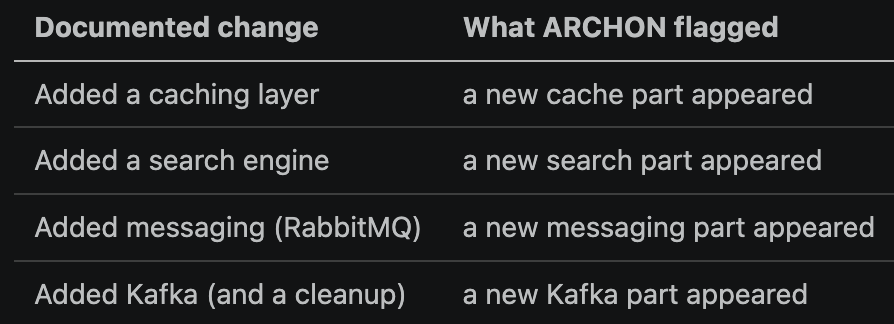 Documented change What ARCHON flagged
Added a caching layer a new cache part appeared
Added a search engine a new search part appeared
Added messaging (RabbitMQ) a new messaging part appeared
Added Kafka (and a cleanup) a new Kafka part appeared